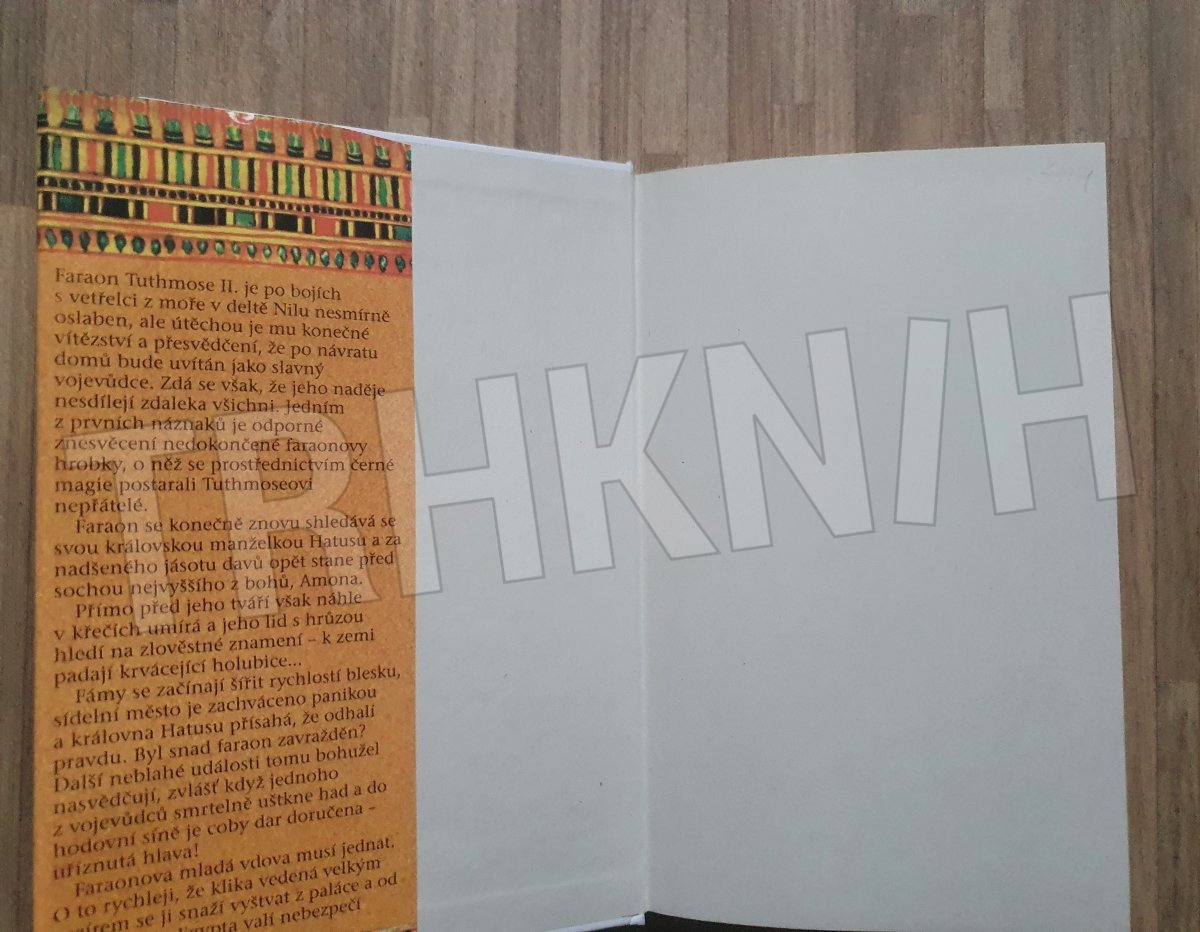 Faraon Tuthmose II. je po bojích
s vetřelci z moře v deltě Nilu nesmírně
oslaben, ale útěchou je mu konečné
vítězství a přesvědčení, že po návratu
domů bude uvítán jako slavný
vojevůdce. Zdá se však, že jeho naděje
nesdílejí zdaleka všichni. Jedním
z prvních náznaků je odporné
znesvěcení nedokončené faraonovy
hrobky, o něž se prostřednictvím černé
magie postarali Tuthmoseovi
nepřátelé.
Faraon se konečně znovu shledává se
svou královskou manželkou Hatusu a za
nadšeného jásotu davů opět stane před
sochou nejvyššího z bohů, Amona.
Přímo před jeho tváří však náhle
v křečích umírá a jeho lid s hrůzou
hledí na zlověstné znamení – k zemi
padají krvácející holubice...
Fámy se začínají šířit rychlostí blesku,
sídelní město je zachváceno panikou
a královna Hatusu přísahá, že odhalí
pravdu. Byl snad faraon zavražděn?
Další neblahé události tomu bohužel
nasvědčují, zvlášť když jednoho
z vojevůdců smrtelně uštkne had a do
hodovní síně je coby dar doručena –
uříznutá hlava!
Faraonova mladá vdova musí jednat.
O to rychleji, že klika vedená velkým
se ji snaží vyštvat z paláce a od
Egypta valí nebezpečí
TRHKNIH